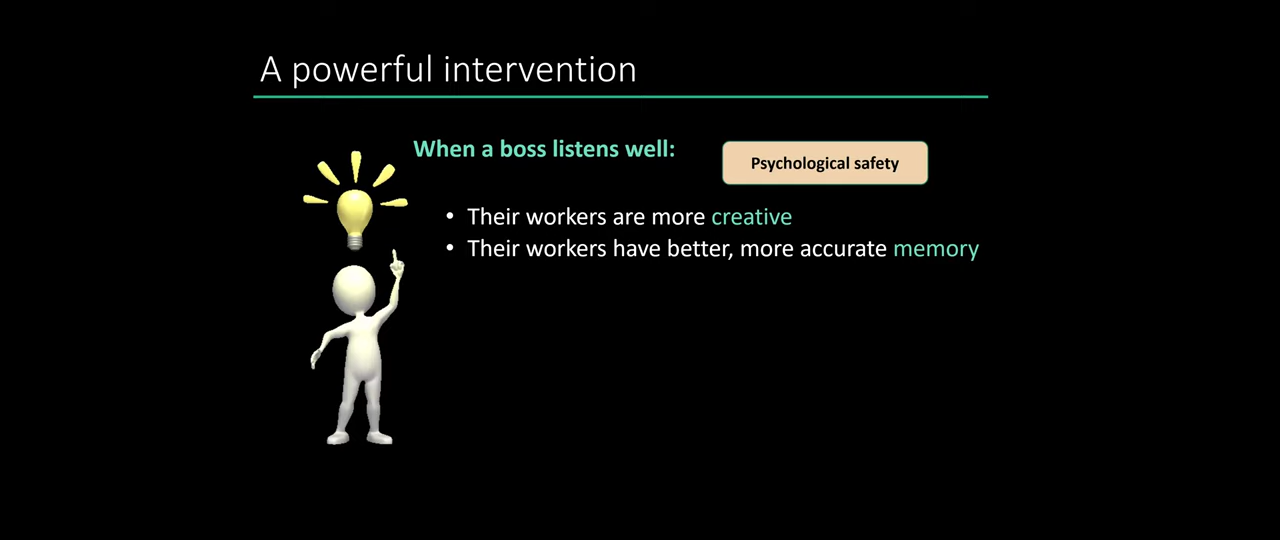 A powerful intervention
When a boss listens well:
Psychological safety
• Their workers are more creative
• Their workers have better, more accurate memory